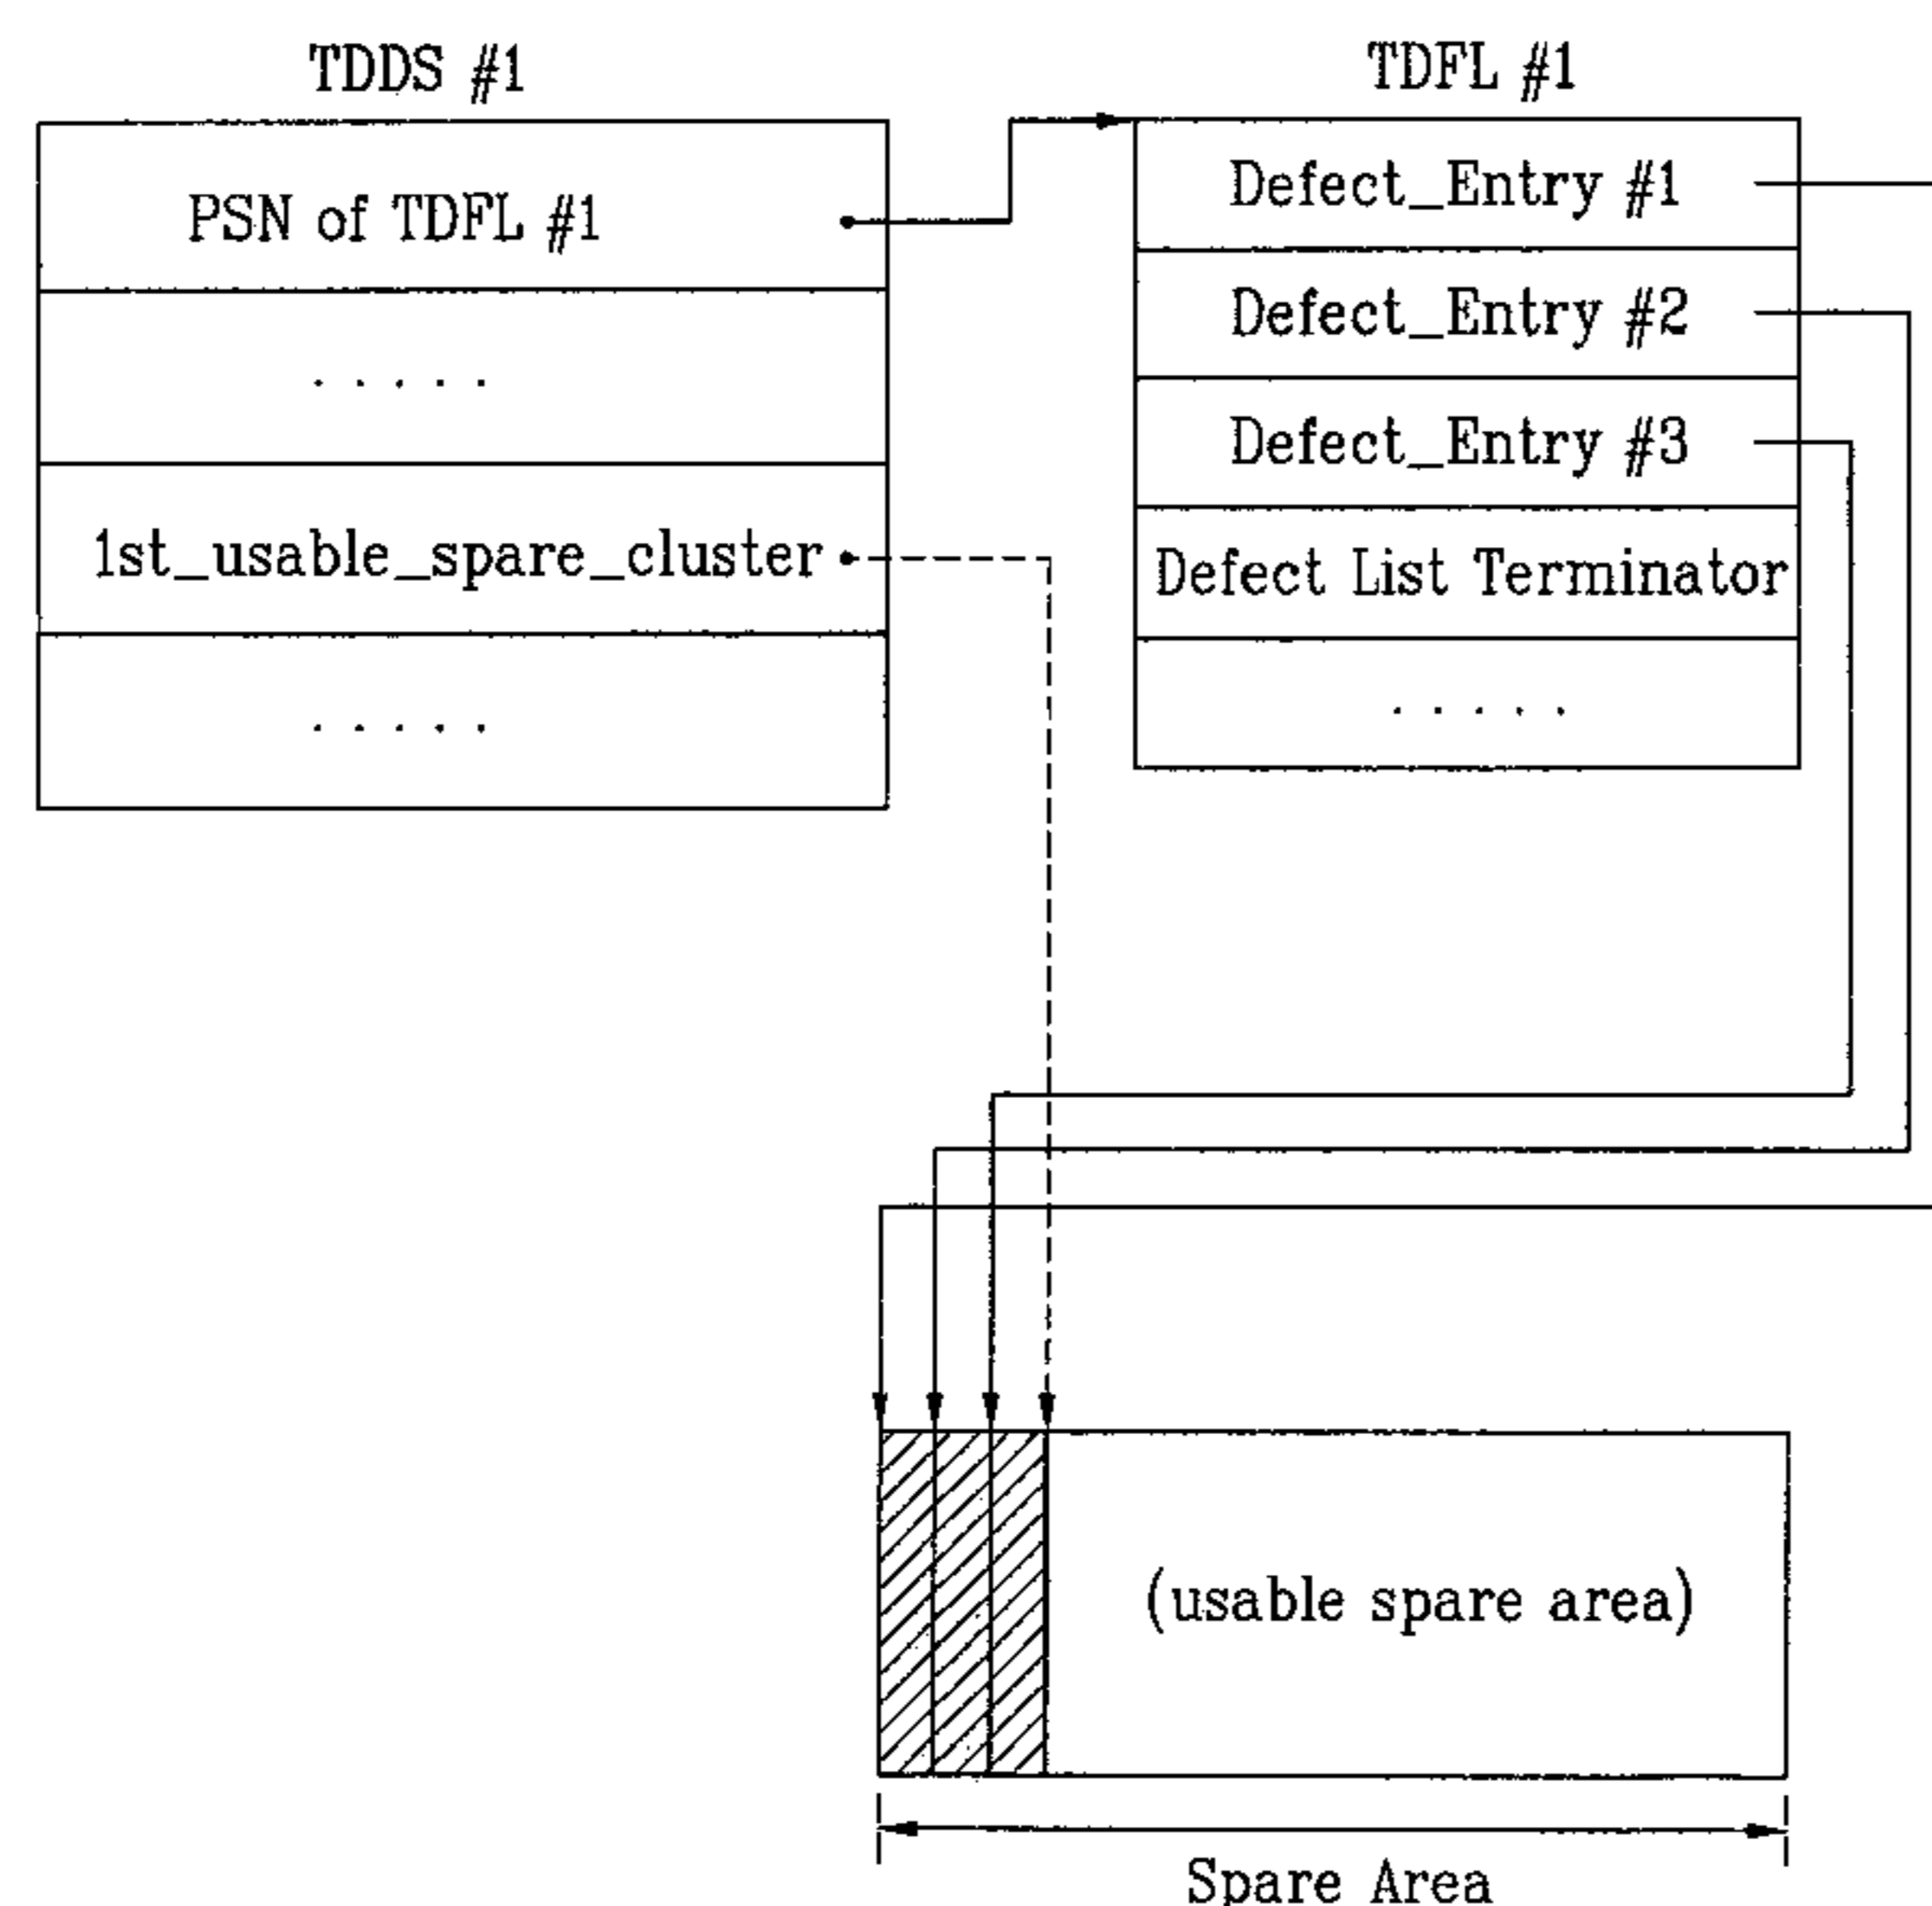 TDDS #1
PSN of TDFL #1
. . . . .
1st_usable_spare_cluster
. . . . .
TDFL #1
Defect_Entry #1
Defect_Entry #2
Defect_Entry #3
Defect List Terminator
. . . . .
(usable spare area)
Spare Area